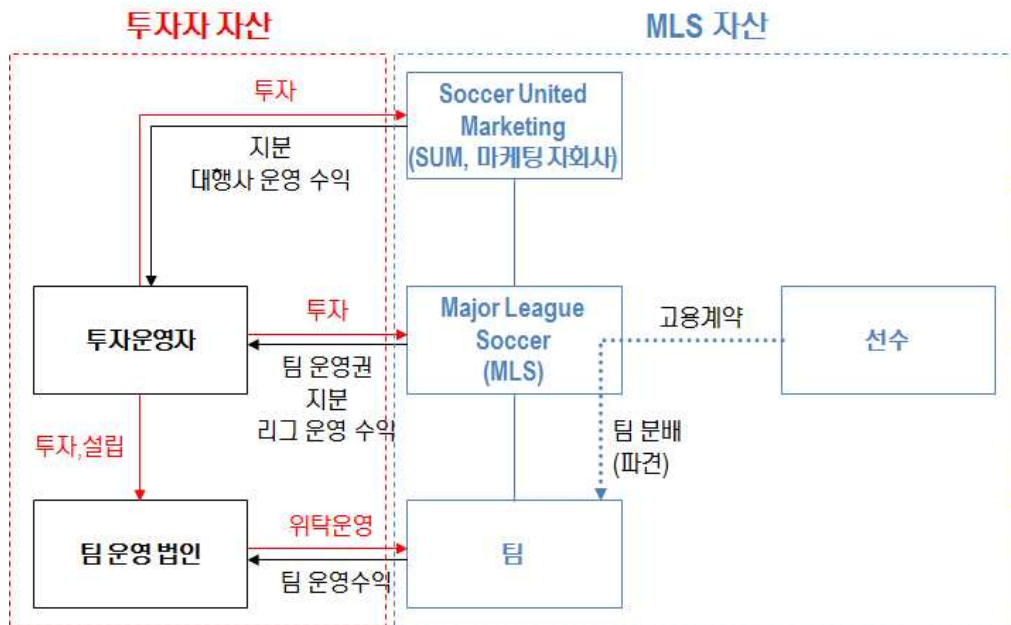 투자자 자산
MLS 자산
투자
Soccer United
Marketing
(SUM, 마케팅 자회사)
지분
대행사 운영 수익
투자운영자
투자
팀 운영권
지분
리그 운영 수익
Major League
Soccer
(MLS)
고용계약
선수
팀 분배
(파견)
투자,설립
팀 운영 법인
위탁운영
팀 운영수익
팀